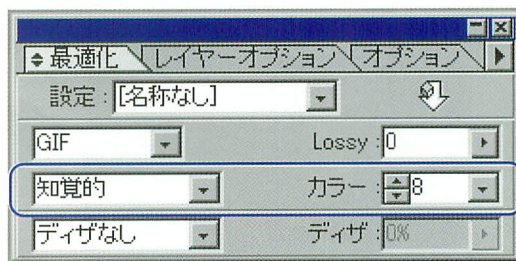 最適化 レイヤーオプション オプション
設定:[名称なし]
GIF Lossy:0
知覚的 カラー:8
ディザなし ディザ:0%